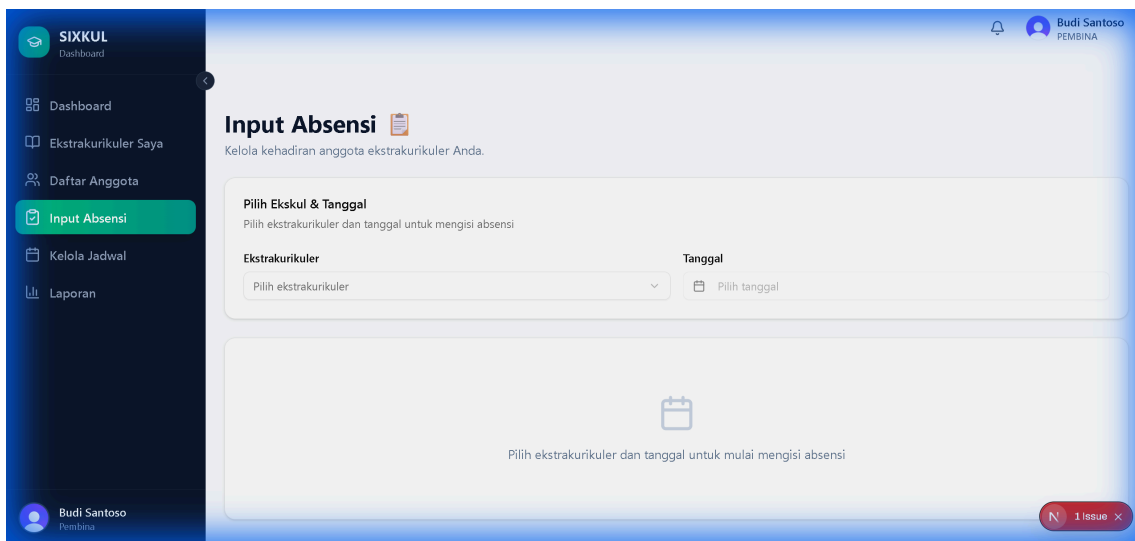 SIXKUL
Dashboard
Dashboard
Ekstrakurikuler Saya
Daftar Anggota
Input Absensi
Kelola Jadwal
Laporan
Budi Santoso
Pembina
Budi Santoso
PEMBINA
Input Absensi
Kelola kehadiran anggota ekstrakurikuler Anda.
Pilih Ekskul & Tanggal
Pilih ekstrakurikuler dan tanggal untuk mengisi absensi
Ekstrakurikuler
Pilih ekstrakurikuler
Tanggal
Pilih tanggal
Pilih ekstrakurikuler dan tanggal untuk mulai mengisi absensi
N 1 Issue